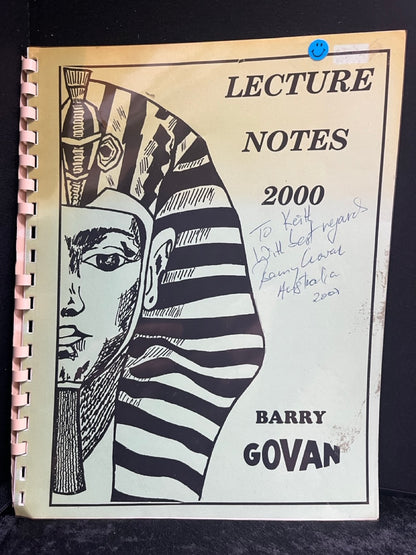 LECTURE
NOTES
2000
To Keith
With best regards
Barry Govan
Australia
2001
BARRY
GOVAN